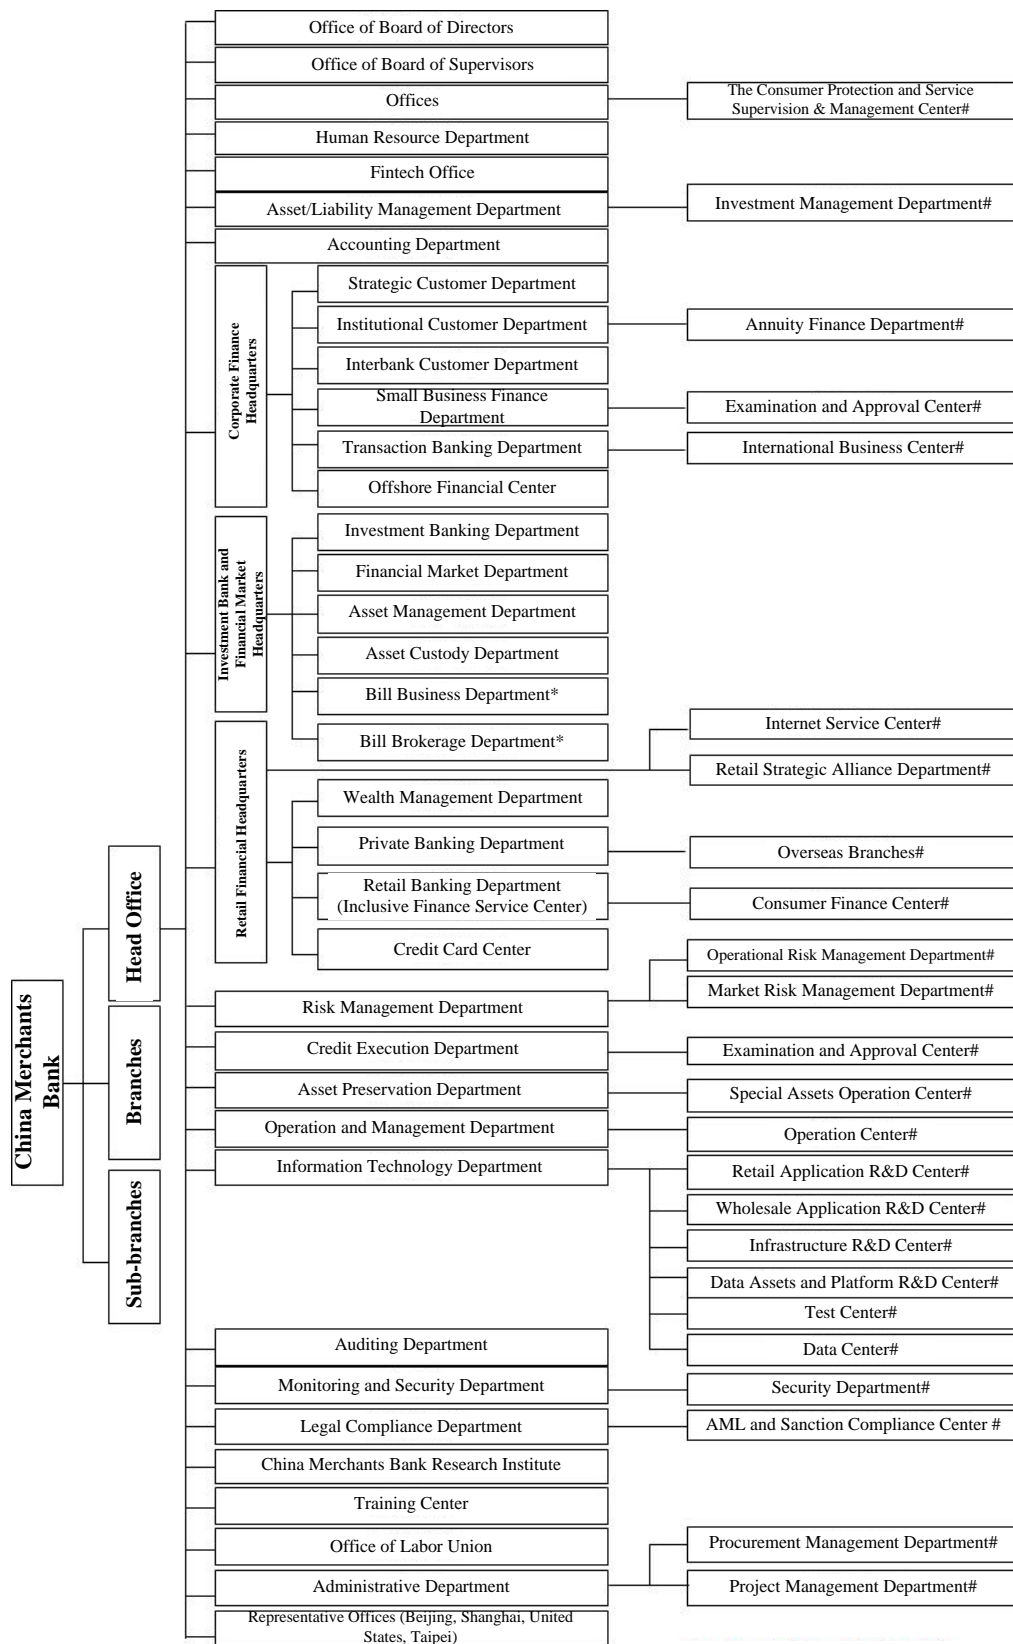 Office of Board of Directors
Office of Board of Supervisors
Offices
The Consumer Protection and Service
Supervision & Management Center#
Human Resource Department
Fintech Office
Asset/Liability Management Department
Investment Management Department#
Accounting Department
Corporate Finance
Headquarters
Strategic Customer Department
Institutional Customer Department
Annuity Finance Department#
Interbank Customer Department
Small Business Finance
Department
Examination and Approval Center#
Transaction Banking Department
International Business Center#
Offshore Financial Center
Investment Bank and
Financial Market
Headquarters
Investment Banking Department
Financial Market Department
Asset Management Department
Asset Custody Department
Bill Business Department*
Bill Brokerage Department*
Retail Financial Headquarters
Internet Service Center#
Retail Strategic Alliance Department#
Wealth Management Department
Private Banking Department
Overseas Branches#
Retail Banking Department
(Inclusive Finance Service Center)
Consumer Finance Center#
Credit Card Center
China Merchants
Bank
Head Office
Branches
Sub-branches
Risk Management Department
Operational Risk Management Department#
Market Risk Management Department#
Credit Execution Department
Examination and Approval Center#
Asset Preservation Department
Special Assets Operation Center#
Operation and Management Department
Operation Center#
Information Technology Department
Retail Application R&D Center#
Wholesale Application R&D Center#
Infrastructure R&D Center#
Data Assets and Platform R&D Center#
Test Center#
Data Center#
Auditing Department
Monitoring and Security Department
Security Department#
Legal Compliance Department
AML and Sanction Compliance Center #
China Merchants Bank Research Institute
Training Center
Office of Labor Union
Administrative Department
Procurement Management Department#
Project Management Department#
Representative Offices (Beijing, Shanghai, United
States, Taipei)